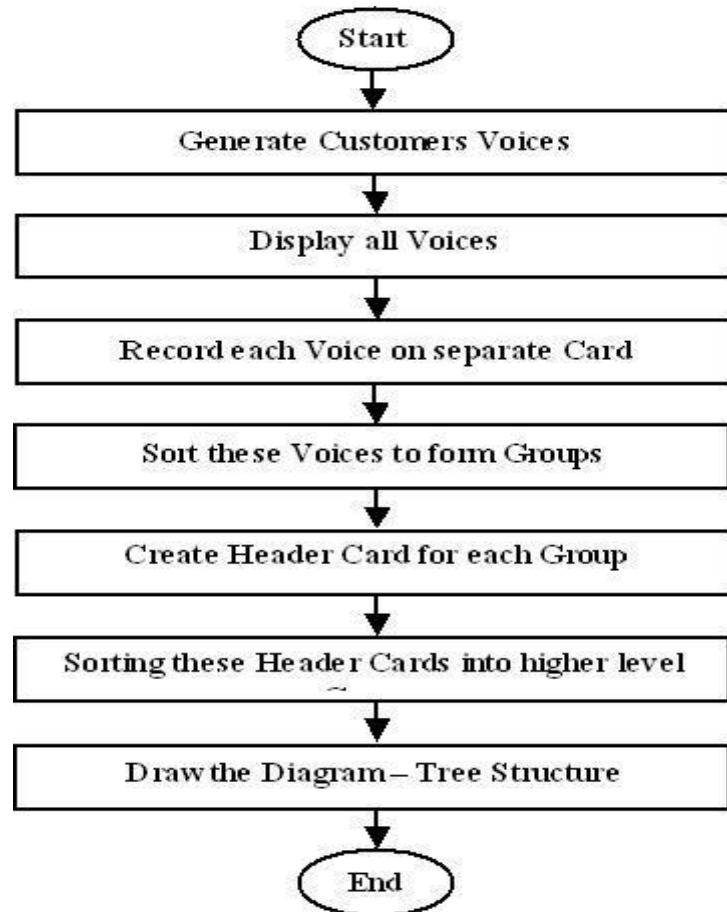 Start
Generate Customers Voices
Display all Voices
Record each Voice on separate Card
Sort these Voices to form Groups
Create Header Card for each Group
Sorting these Header Cards into higher level
Draw the Diagram – Tree Structure
End